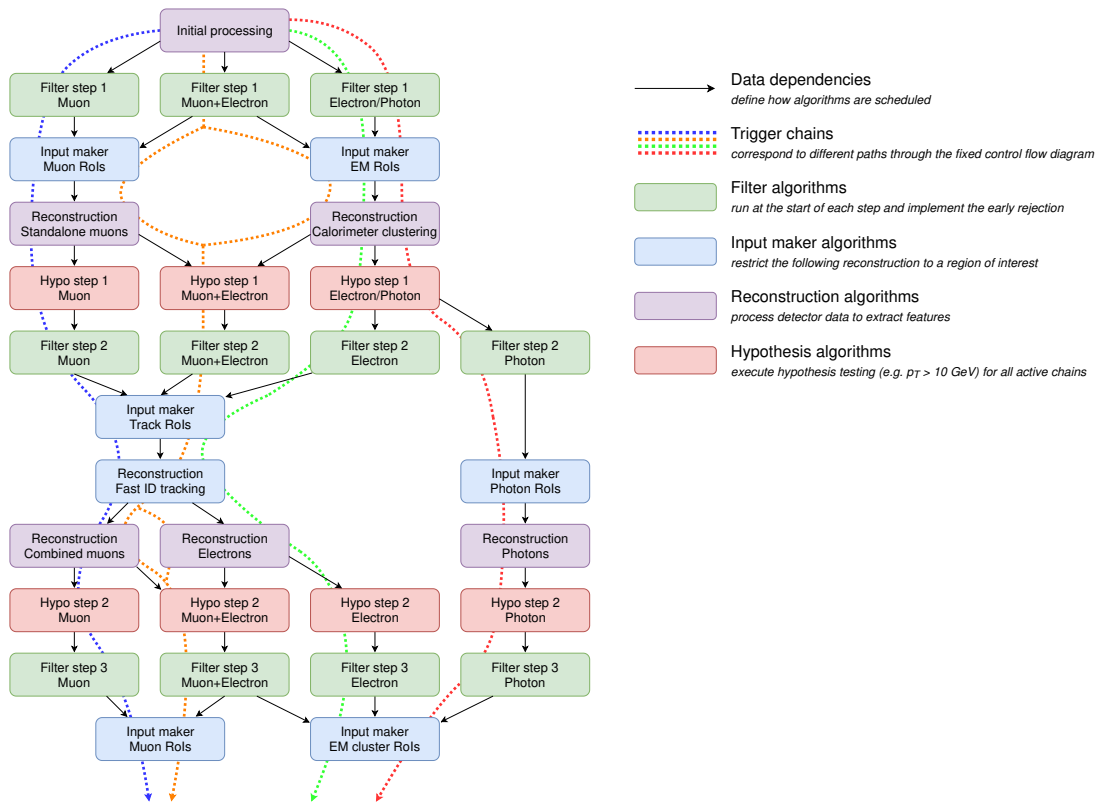 Initial processing
Filter step 1
Muon
Filter step 1
Muon+Electron
Filter step 1
Electron/Photon
Input maker
Muon RoIs
Input maker
EM RoIs
Reconstruction
Standalone muons
Reconstruction
Calorimeter clustering
Hypo step 1
Muon
Hypo step 1
Muon+Electron
Hypo step 1
Electron/Photon
Filter step 2
Muon
Filter step 2
Muon+Electron
Filter step 2
Electron
Filter step 2
Photon
Input maker
Track RoIs
Reconstruction
Fast ID tracking
Input maker
Photon RoIs
Reconstruction
Combined muons
Reconstruction
Electrons
Reconstruction
Photons
Hypo step 2
Muon
Hypo step 2
Muon+Electron
Hypo step 2
Electron
Hypo step 2
Photon
Filter step 3
Muon
Filter step 3
Muon+Electron
Filter step 3
Electron
Filter step 3
Photon
Input maker
Muon RoIs
Input maker
EM cluster RoIs
Data dependencies
define how algorithms are scheduled
Trigger chains
correspond to different paths through the fixed control flow diagram
Filter algorithms
run at the start of each step and implement the early rejection
Input maker algorithms
restrict the following reconstruction to a region of interest
Reconstruction algorithms
process detector data to extract features
Hypothesis algorithms
execute hypothesis testing (e.g. pT > 10 GeV) for all active chains